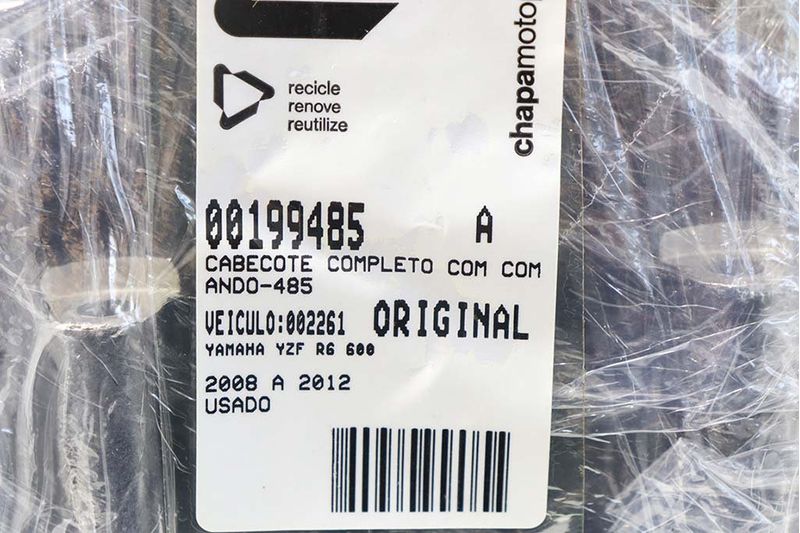 recicle
renove
reutilize
chapamoto
00199485 A
CABECOTE COMPLETO COM COM
ANDO-485
VEICULO:002261 ORIGINAL
YAMAHA YZF R6 600
2008 A 2012
USADO